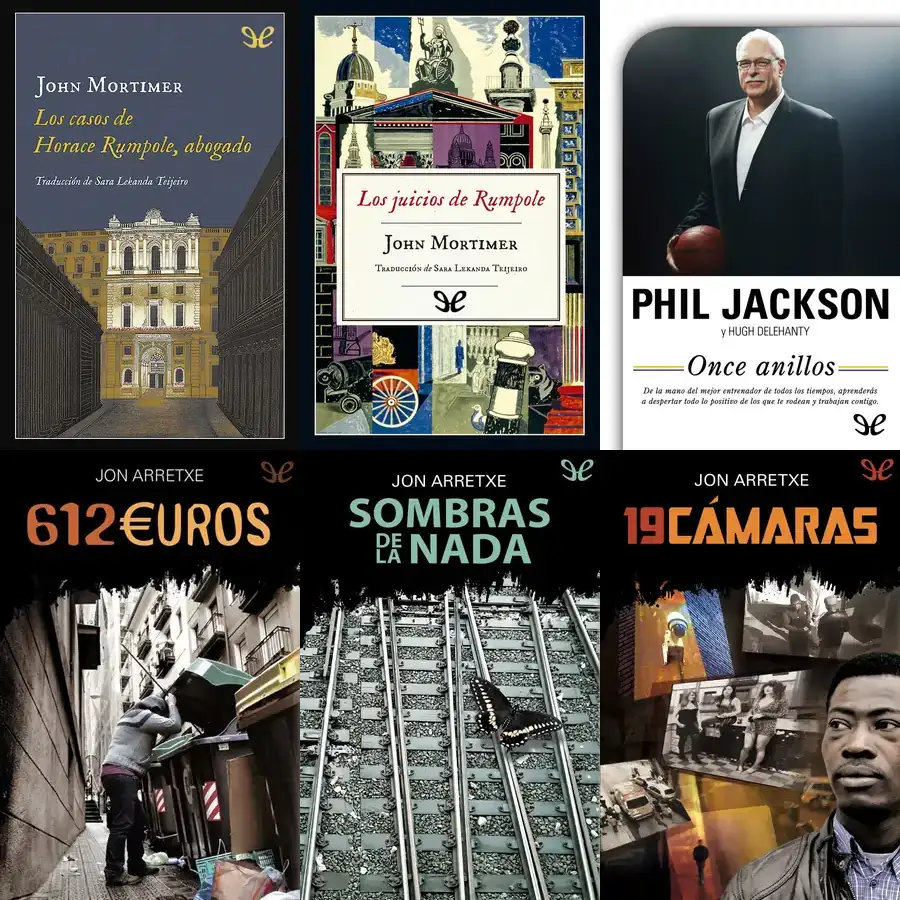 JOHN MORTIMER
Los casos de
Horace Rumpole, abogado
Traducción de Sara Lekanda Teijeiro
Los juicios de Rumpole
JOHN MORTIMER
TRADUCCIÓN de SARA LEKANDA TEIJEIRO
PHIL JACKSON
y HUGH DELEHANTY
Once anillos
De la mano del mejor entrenador de todos los tiempos, aprenderás
a despertar todo lo positivo de los que te rodean y trabajan contigo.
JON ARRETXE
612€UROS
JON ARRETXE
SOMBRAS
DE LA NADA
JON ARRETXE
19CÁMARAS